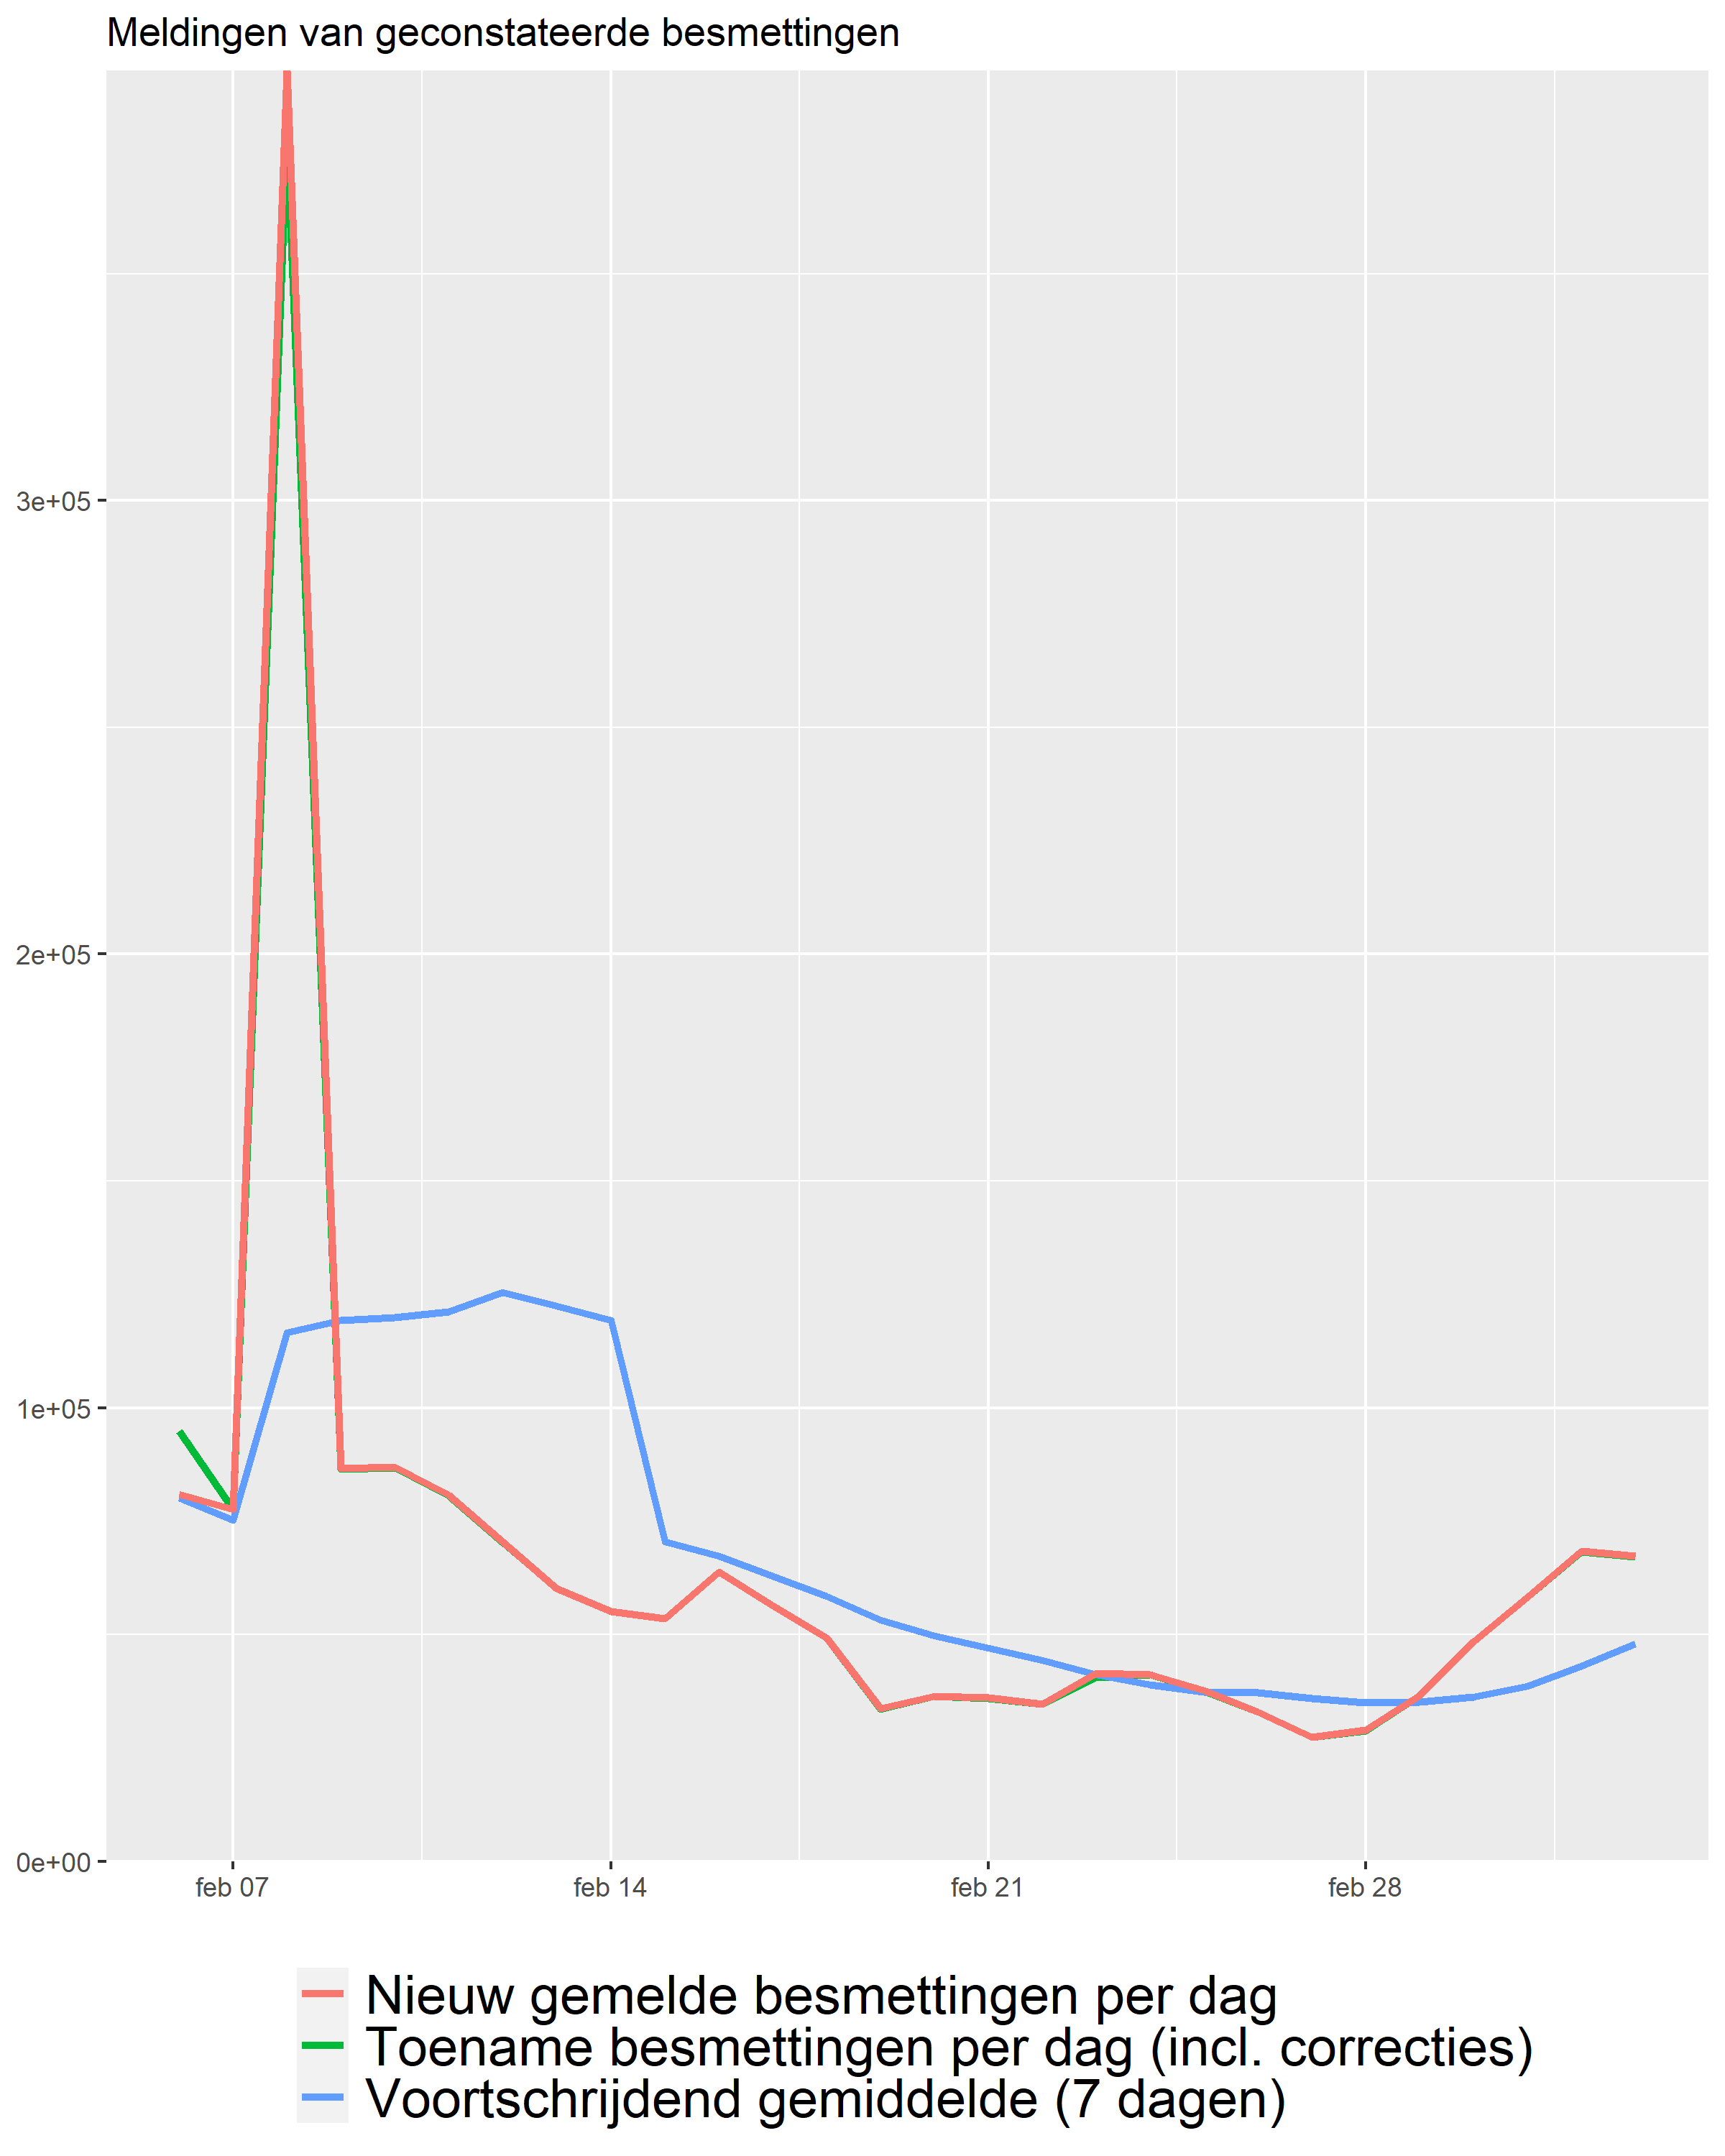 Meldingen van geconstateerde besmettingen
3e+05
2e+05
1e+05
0e+00
feb 07 feb 14 feb 21 feb 28
Nieuw gemelde besmettingen per dag
Toename besmettingen per dag (incl. correcties)
Voortschrijdend gemiddelde (7 dagen)